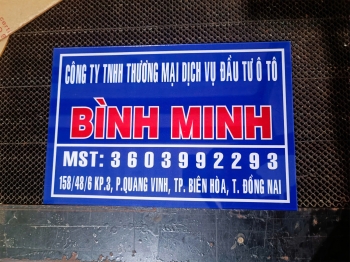 CÔNG TY TNHH THƯƠNG MẠI DỊCH VỤ ĐẦU TƯ Ô TÔ
BÌNH MINH
MST: 3603992293
158/48/6 KP.3, P.QUANG VINH, TP. BIÊN HÒA, T. ĐỒNG NAI